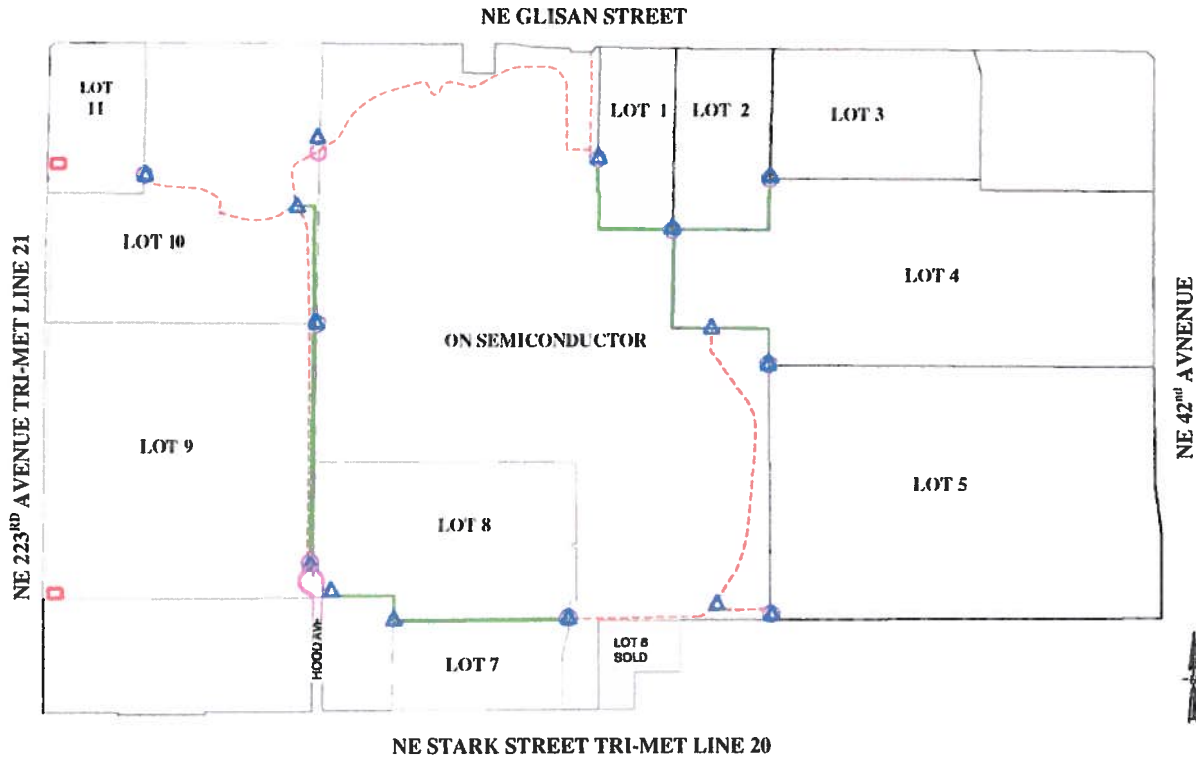 NE GLISAN STREET
LOT
11
LOT 1
LOT 2
LOT 3
LOT 10
LOT 4
NE 223RD AVENUE TRI-MET LINE 21
NE 42nd AVNENUE
ON SEMICONDUCTOR
LOT 9
LOT 8
LOT 5
HOOD AVE
LOT 7
LOT 6
SOLD
NE STARK STREET TRI-MET LINE 20